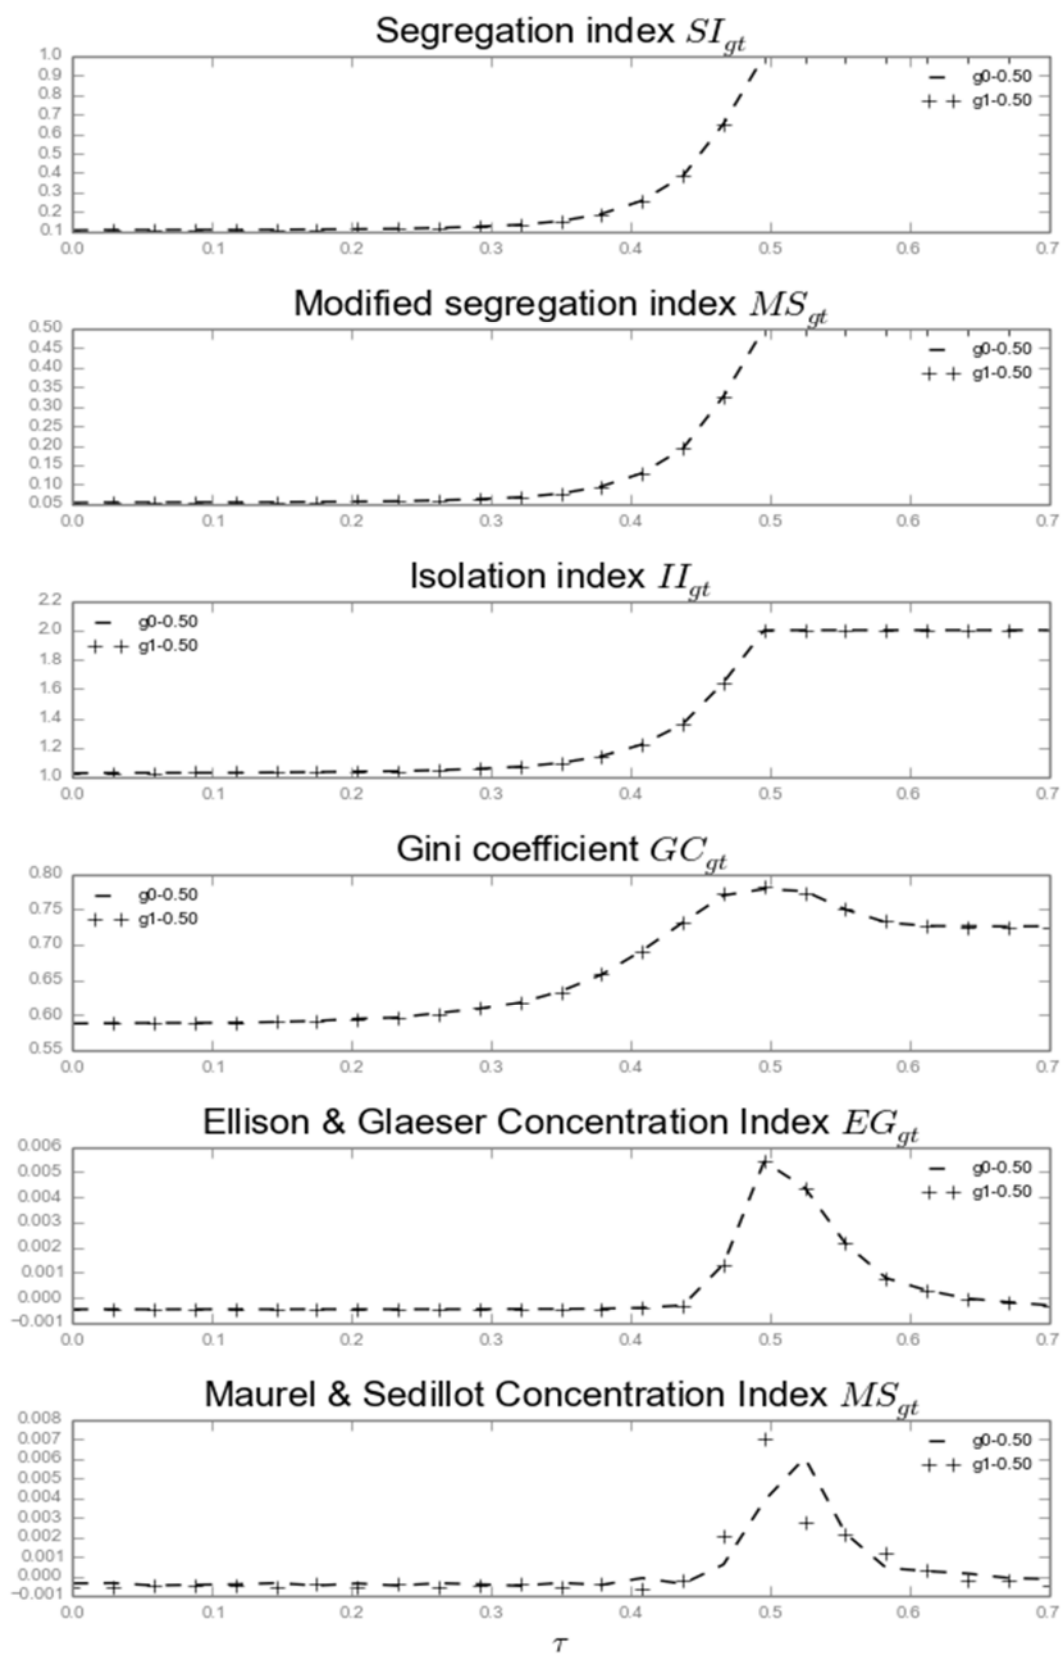 Segregation index SI_gt
1.0
0.9
0.8
0.7
0.6
0.5
0.4
0.3
0.2
0.1
g0-0.50
g1-0.50
0.0 0.1 0.2 0.3 0.4 0.5 0.6 0.7
Modified segregation index MS_gt
0.50
0.45
0.40
0.35
0.30
0.25
0.20
0.15
0.10
0.05
g0-0.50
g1-0.50
0.0 0.1 0.2 0.3 0.4 0.5 0.6 0.7
Isolation index II_gt
2.2
2.0
1.8
1.6
1.4
1.2
1.0
g0-0.50
g1-0.50
0.0 0.1 0.2 0.3 0.4 0.5 0.6 0.7
Gini coefficient GC_gt
0.80
0.75
0.70
0.65
0.60
0.55
g0-0.50
g1-0.50
0.0 0.1 0.2 0.3 0.4 0.5 0.6 0.7
Ellison & Glaeser Concentration Index EG_gt
0.006
0.005
0.004
0.003
0.002
0.001
0.000
−0.001
g0-0.50
g1-0.50
0.0 0.1 0.2 0.3 0.4 0.5 0.6 0.7
Maurel & Sedillot Concentration Index MS_gt
0.008
0.007
0.006
0.005
0.004
0.003
0.002
0.001
0.000
−0.001
g0-0.50
g1-0.50
0.0 0.1 0.2 0.3 0.4 0.5 0.6 0.7
τ